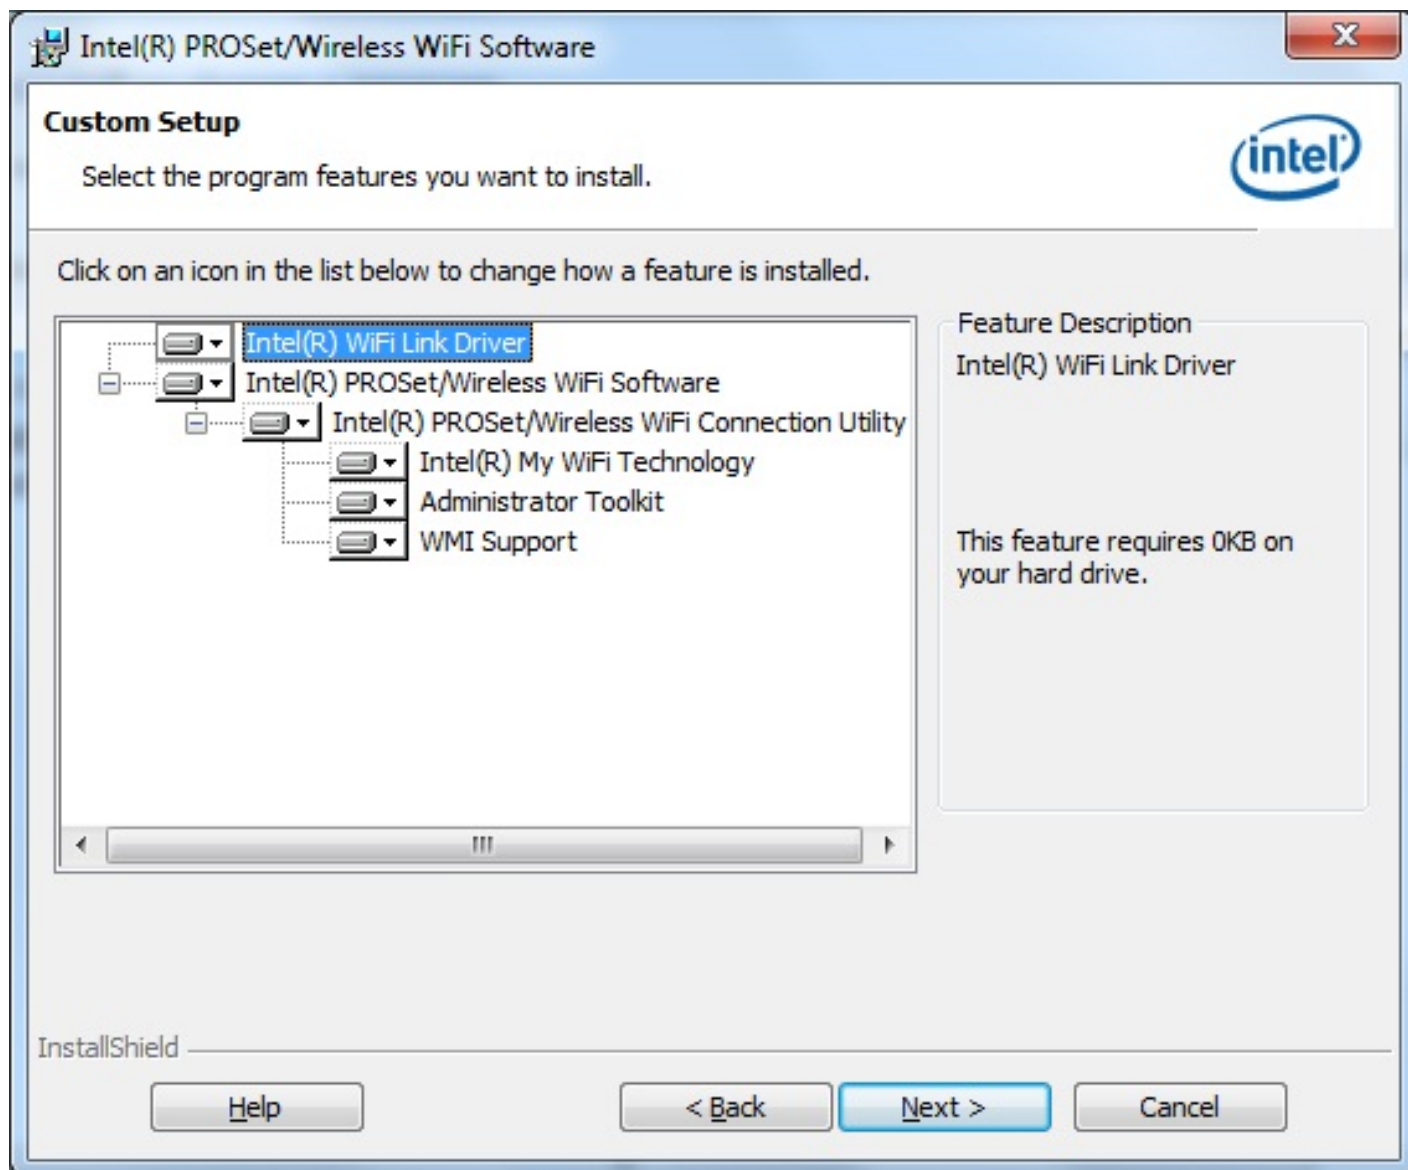 Intel(R) PROSet/Wireless WiFi Software
X
Custom Setup
Select the program features you want to install.
intel
Click on an icon in the list below to change how a feature is installed.
Intel(R) WiFi Link Driver
Intel(R) PROSet/Wireless WiFi Software
Intel(R) PROSet/Wireless WiFi Connection Utility
Intel(R) My WiFi Technology
Administrator Toolkit
WMI Support
Feature Description
Intel(R) WiFi Link Driver
This feature requires 0KB on
your hard drive.
InstallShield
Help
< Back
Next >
Cancel